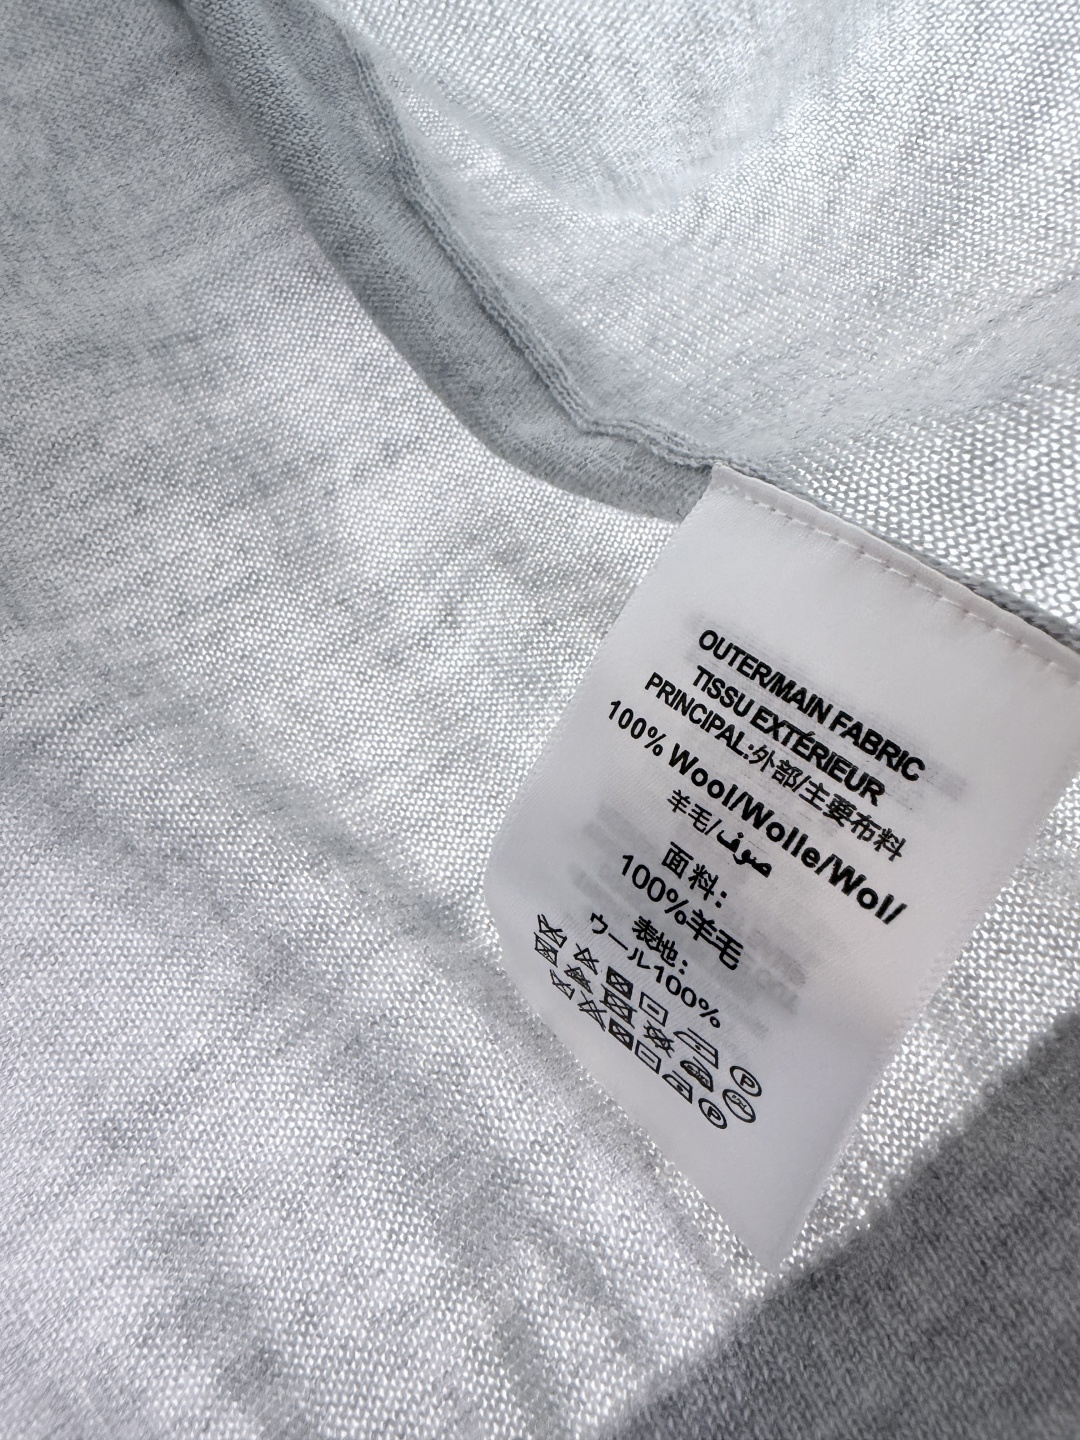 OUTER/MAIN FABRIC
TISSU EXTÉRIEUR
PRINCIPAL:外部/主要布料
100% Wool/Wolle/Wol/
羊毛/صوف
面料：
100%羊毛
表地：
ウール100%
P
P